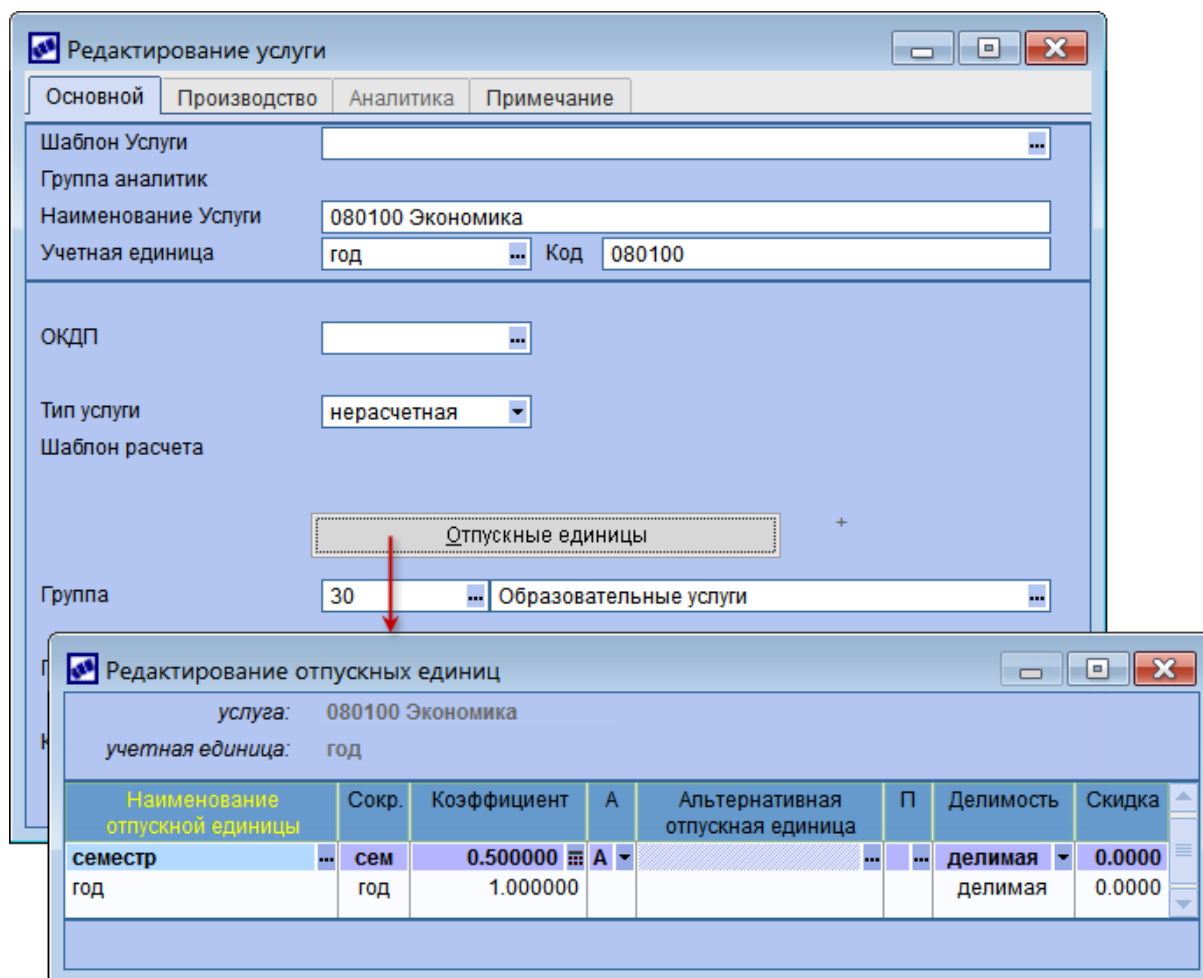 Редактирование услуги
Основной Производство Аналитика Примечание
Шаблон Услуги ...
Группа аналитик
Наименование Услуги 080100 Экономика
Учетная единица год ... Код 080100
ОКДП ...
Тип услуги нерасчетная
Шаблон расчета
Отпускные единицы +
Группа 30 ... Образовательные услуги ...
Редактирование отпускных единиц
услуга: 080100 Экономика
учетная единица: год
Наименование Сокр. Коэффициент А Альтернативная П Делимость Скидка
отпускной единицы отпускная единица
семестр ... сем 0.500000 А ... ... делимая 0.0000
год год 1.000000 делимая 0.0000